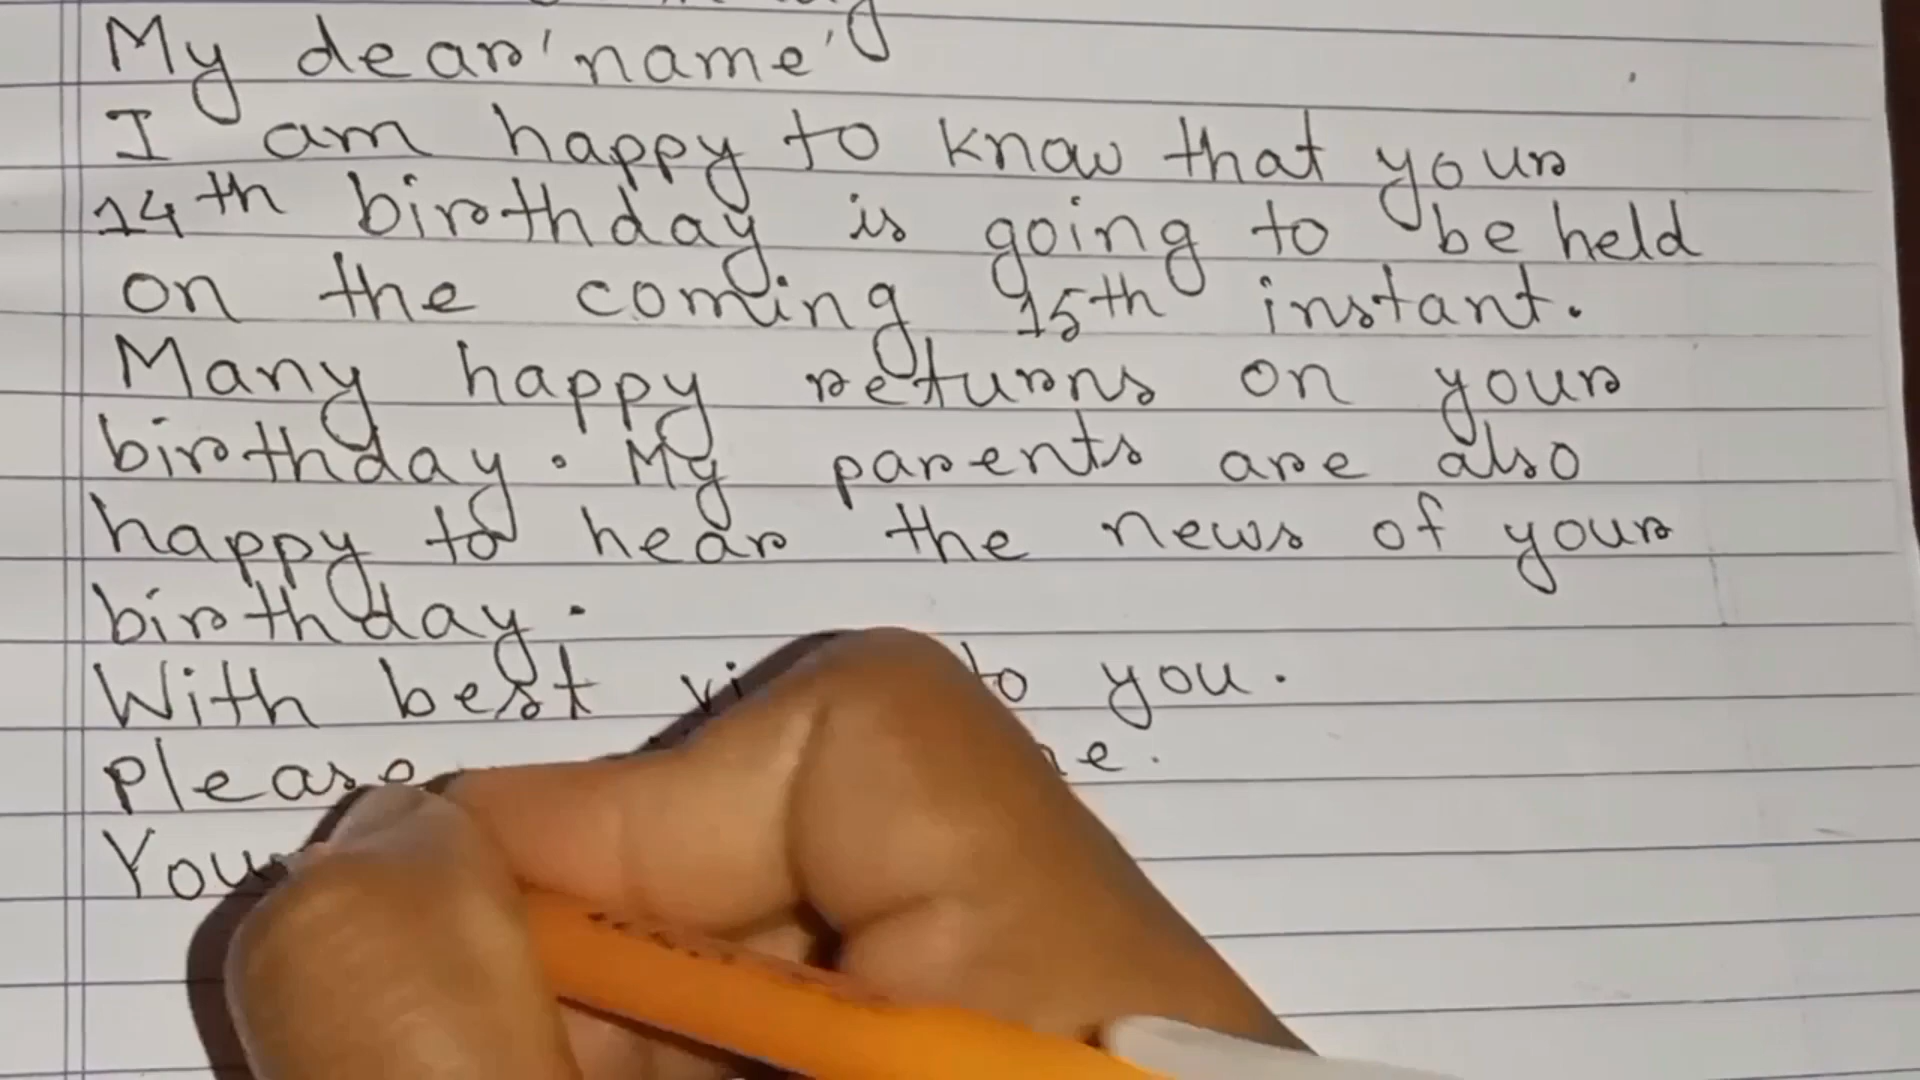 My dear 'name'
I am happy to know that your
14th birthday is going to be held
on the coming 15th instant.
Many happy returns on your
birthday. My parents are also
happy to hear the news of your
birthday.
With best to you.
Please